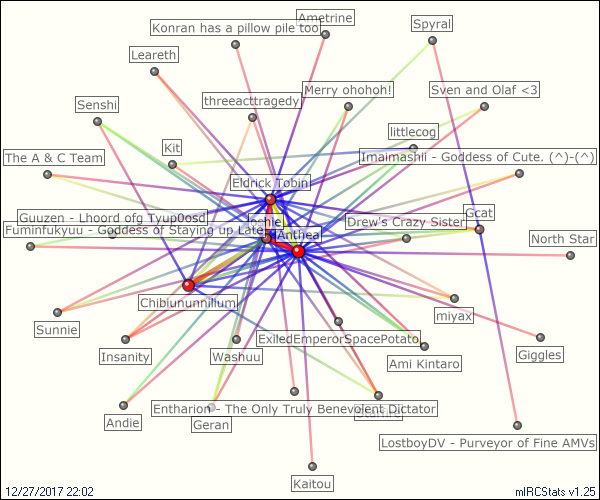 Ametrine
Konran has a pillow pile too
Spyral
Leareth
Merry ohohoh!
Sven and Olaf <3
Senshi
threeacttragedy
littlecog
Kit
Imaimashii - Goddess of Cute. (^)-(^)
The A & C Team
Eldrick Tøbin
Guuzen - Lhoord ofg Tyup0osd
Gcat
Drew's Crazy Sister
Fuminfukyuu - Goddess of Staying up Late
Anthea
North Star
Chibiununnilium
miyax
Sunnie
ExiledEmperorSpacePotato
Insanity
Washuu
Giggles
Ami Kintaro
Entharion - The Only Truly Benevolent Dictator
Andie
Geran
LostboyDV - Purveyor of Fine AMVs
Kaitou
12/27/2017 22:02
mIRCStats v1.25